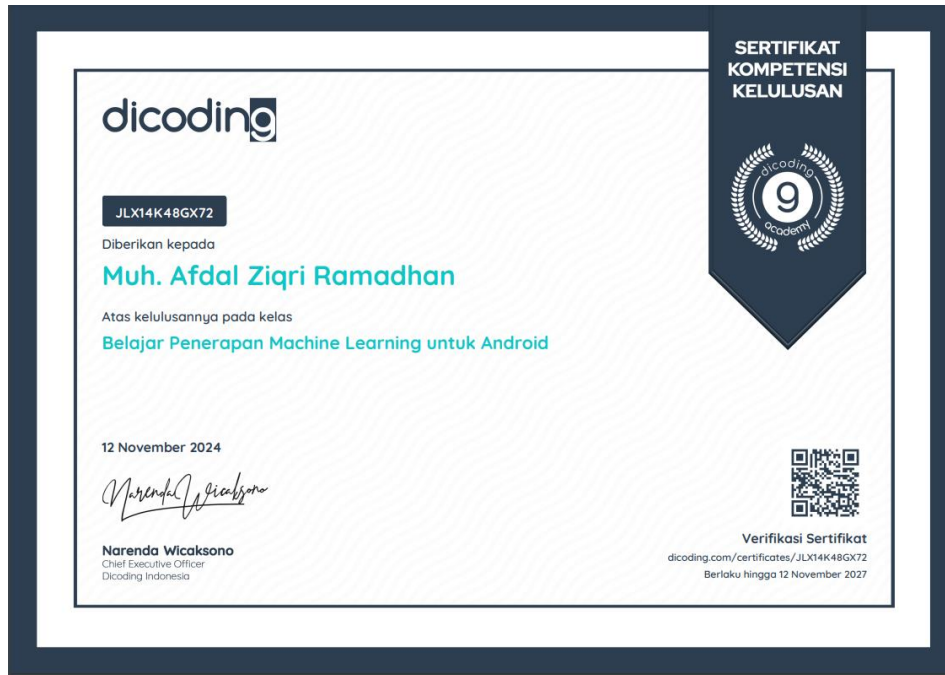 SERTIFIKAT
KOMPETENSI
KELULUSAN
dicoding
dicoding
9
academy
JLX14K48GX72
Diberikan kepada
Muh. Afdal Ziqri Ramadhan
Atas kelulusannya pada kelas
Belajar Penerapan Machine Learning untuk Android
12 November 2024
Narenda Wicaksono
Narenda Wicaksono
Chief Executive Officer
Dicoding Indonesia
Verifikasi Sertifikat
dicoding.com/certificates/JLX14K48GX72
Berlaku hingga 12 November 2027